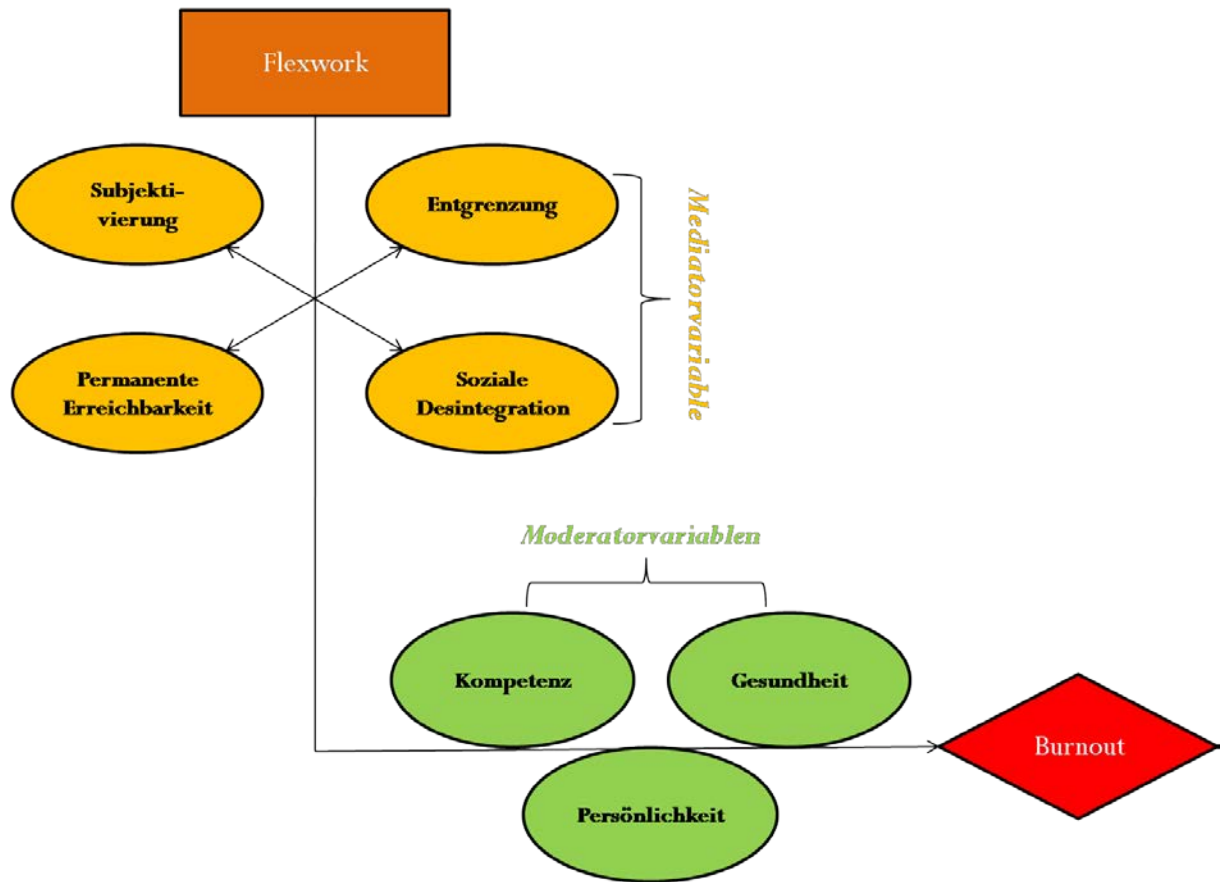 Flexwork
Subjekti-
vierung
Entgrenzung
Mediatorvariable
Permanente
Erreichbarkeit
Soziale
Desintegration
Moderatorvariablen
Kompetenz
Gesundheit
Burnout
Persönlichkeit